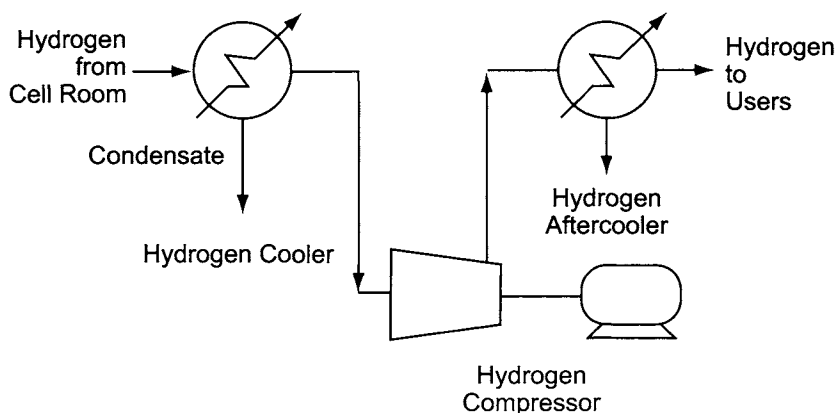 Hydrogen
from
Cell Room
Condensate
Hydrogen Cooler
Hydrogen
to
Users
Hydrogen
Aftercooler
Hydrogen
Compressor